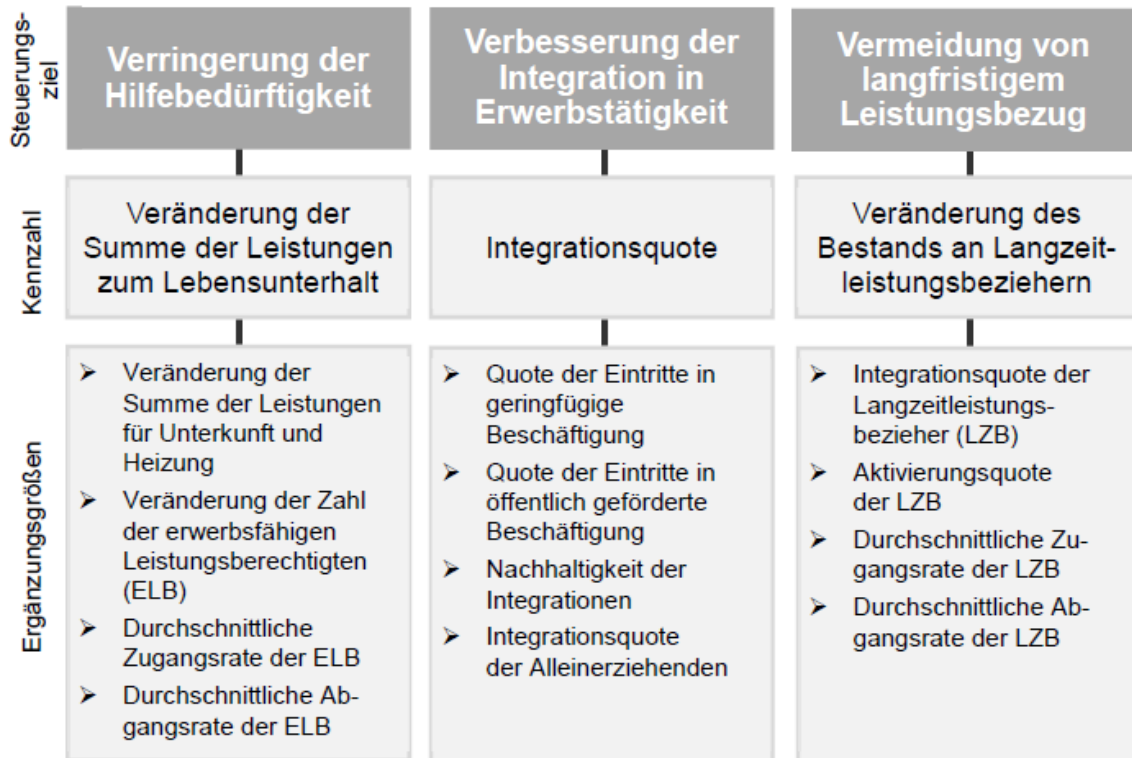 Steuerungs-
ziel
Verringerung der
Hilfebedürftigkeit
Verbesserung der
Integration in
Erwerbstätigkeit
Vermeidung von
langfristigem
Leistungsbezug
Kennzahl
Veränderung der
Summe der Leistungen
zum Lebensunterhalt
Integrationsquote
Veränderung des
Bestands an Langzeit-
leistungsbeziehern
Ergänzungsgrößen
➤ Veränderung der
Summe der Leistungen
für Unterkunft und
Heizung
➤ Veränderung der Zahl
der erwerbsfähigen
Leistungsberechtigten
(ELB)
➤ Durchschnittliche
Zugangsrate der ELB
➤ Durchschnittliche Ab-
gangsrate der ELB
➤ Quote der Eintritte in
geringfügige
Beschäftigung
➤ Quote der Eintritte in
öffentlich geförderte
Beschäftigung
➤ Nachhaltigkeit der
Integrationen
➤ Integrationsquote
der Alleinerziehenden
➤ Integrationsquote der
Langzeitleistungs-
bezieher (LZB)
➤ Aktivierungsquote
der LZB
➤ Durchschnittliche Zu-
gangsrate der LZB
➤ Durchschnittliche Ab-
gangsrate der LZB